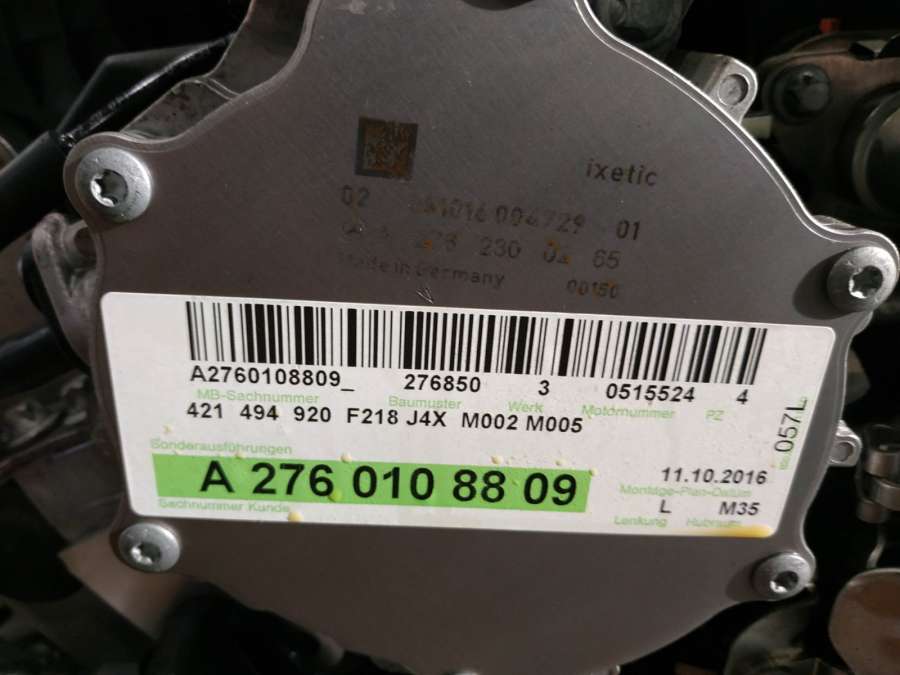 ixetic
02 004729 01
230 65
Made in Germany 00150
A2760108809_ 276850 3 0515524 4
MB-Sachnummer Baumuster Werk Motornummer PZ
421 494 920 F218 J4X M002 M005
057L
Sonderausführungen
A 276 010 88 09
Sachnummer Kunde
11.10.2016
Montage-Plan-Datum
L M35
Lenkung Hubraum